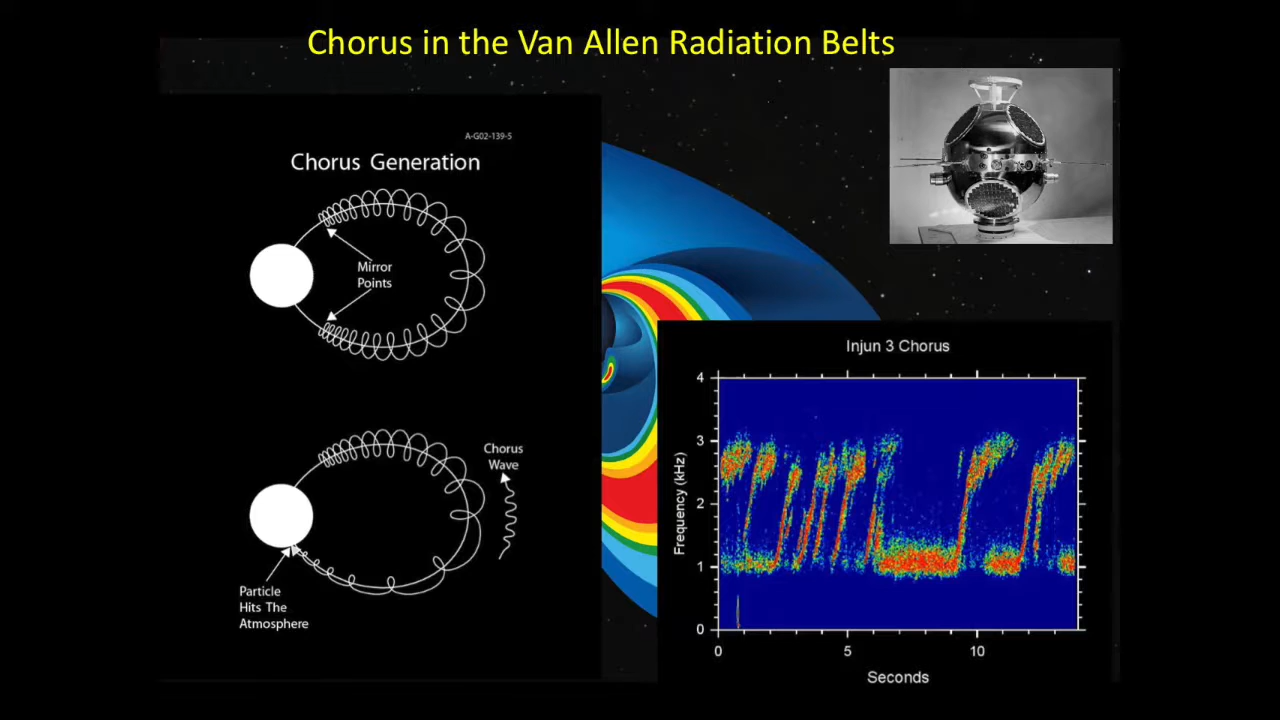 Chorus in the Van Allen Radiation Belts
A-G02-139-5
Chorus Generation
Mirror
Points
Chorus
Wave
Particle
Hits The
Atmosphere
Injun 3 Chorus
4
3
2
1
0
Frequency (kHz)
0 5 10
Seconds